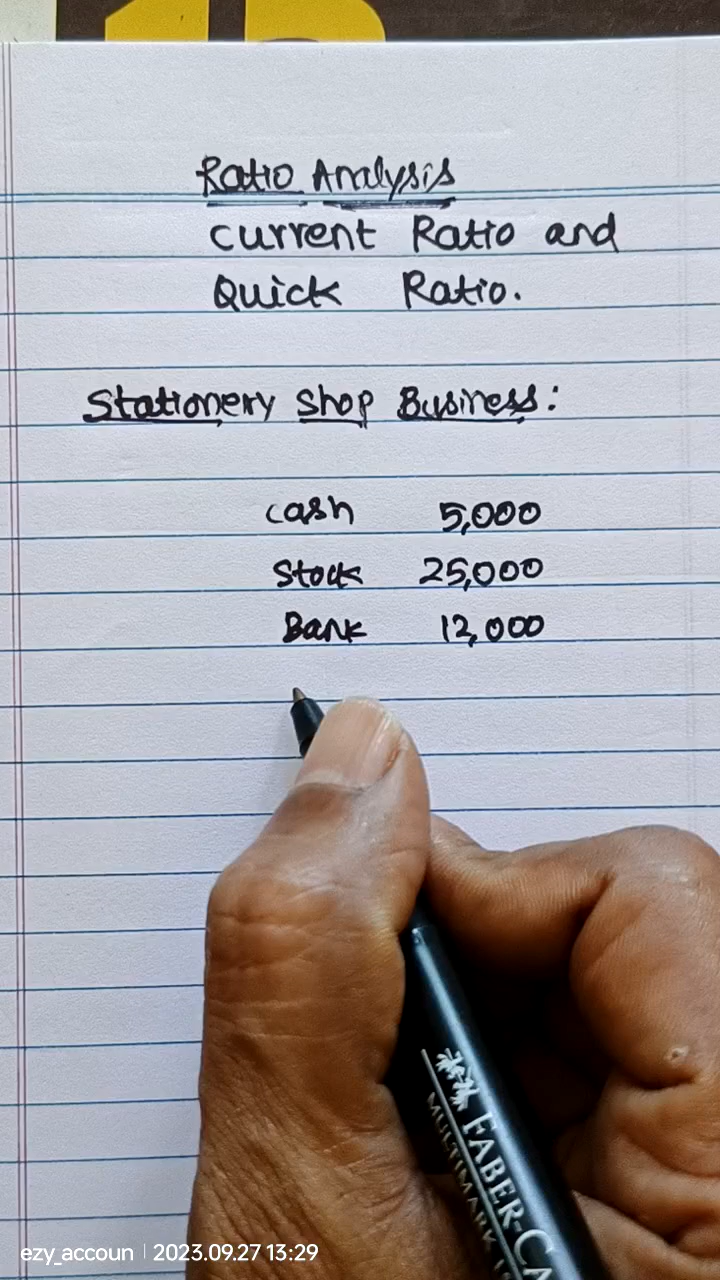 Ratio Analysis
current Ratio and
Quick Ratio.
Stationery Shop Business:
cash 5,000
Stock 25,000
Bank 12,000
FABER-CA
MULTIMARK
ezy_accoun | 2023.09.27 13:29